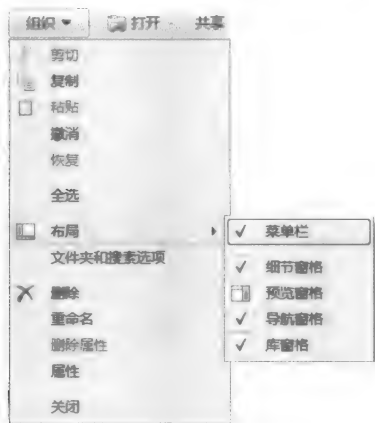 组织 打开 共享
剪切
复制
粘贴
撤消
恢复
全选
布局
菜单栏
细节窗格
预览窗格
导航窗格
库窗格
文件夹和搜索选项
删除
重命名
删除属性
属性
关闭